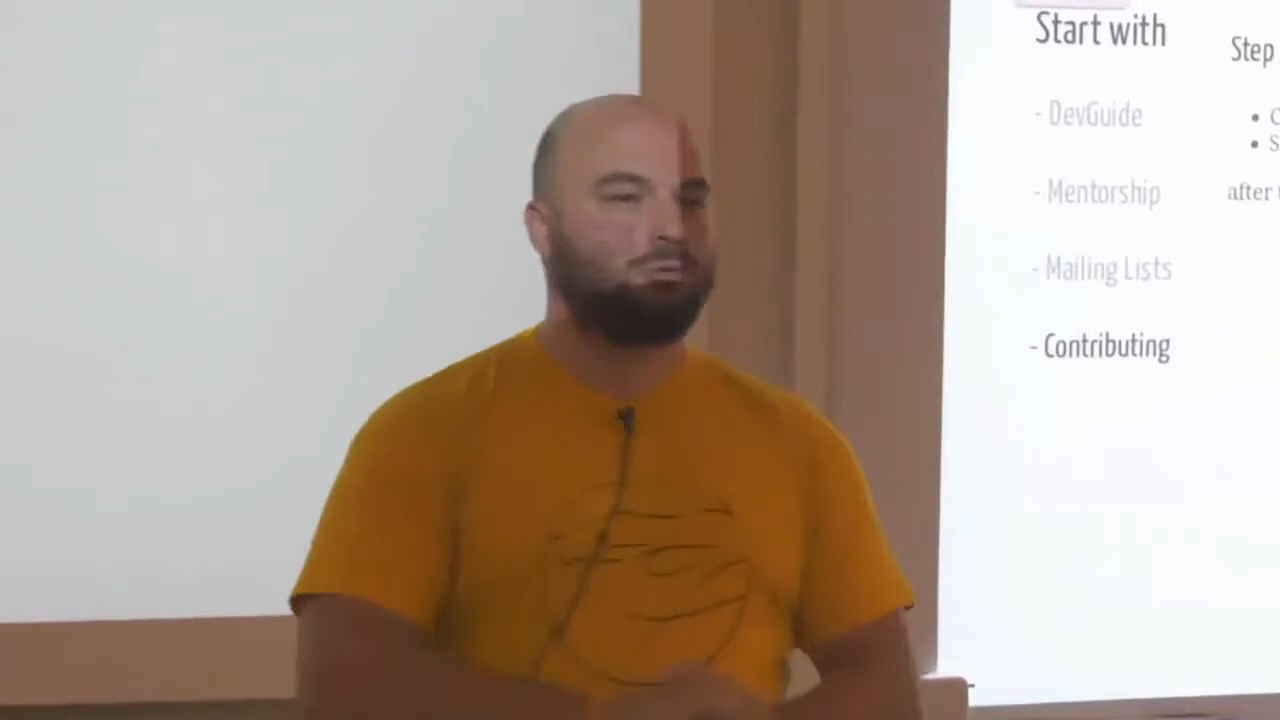 Start with
- DevGuide
- Mentorship
- Mailing Lists
- Contributing
Step
after